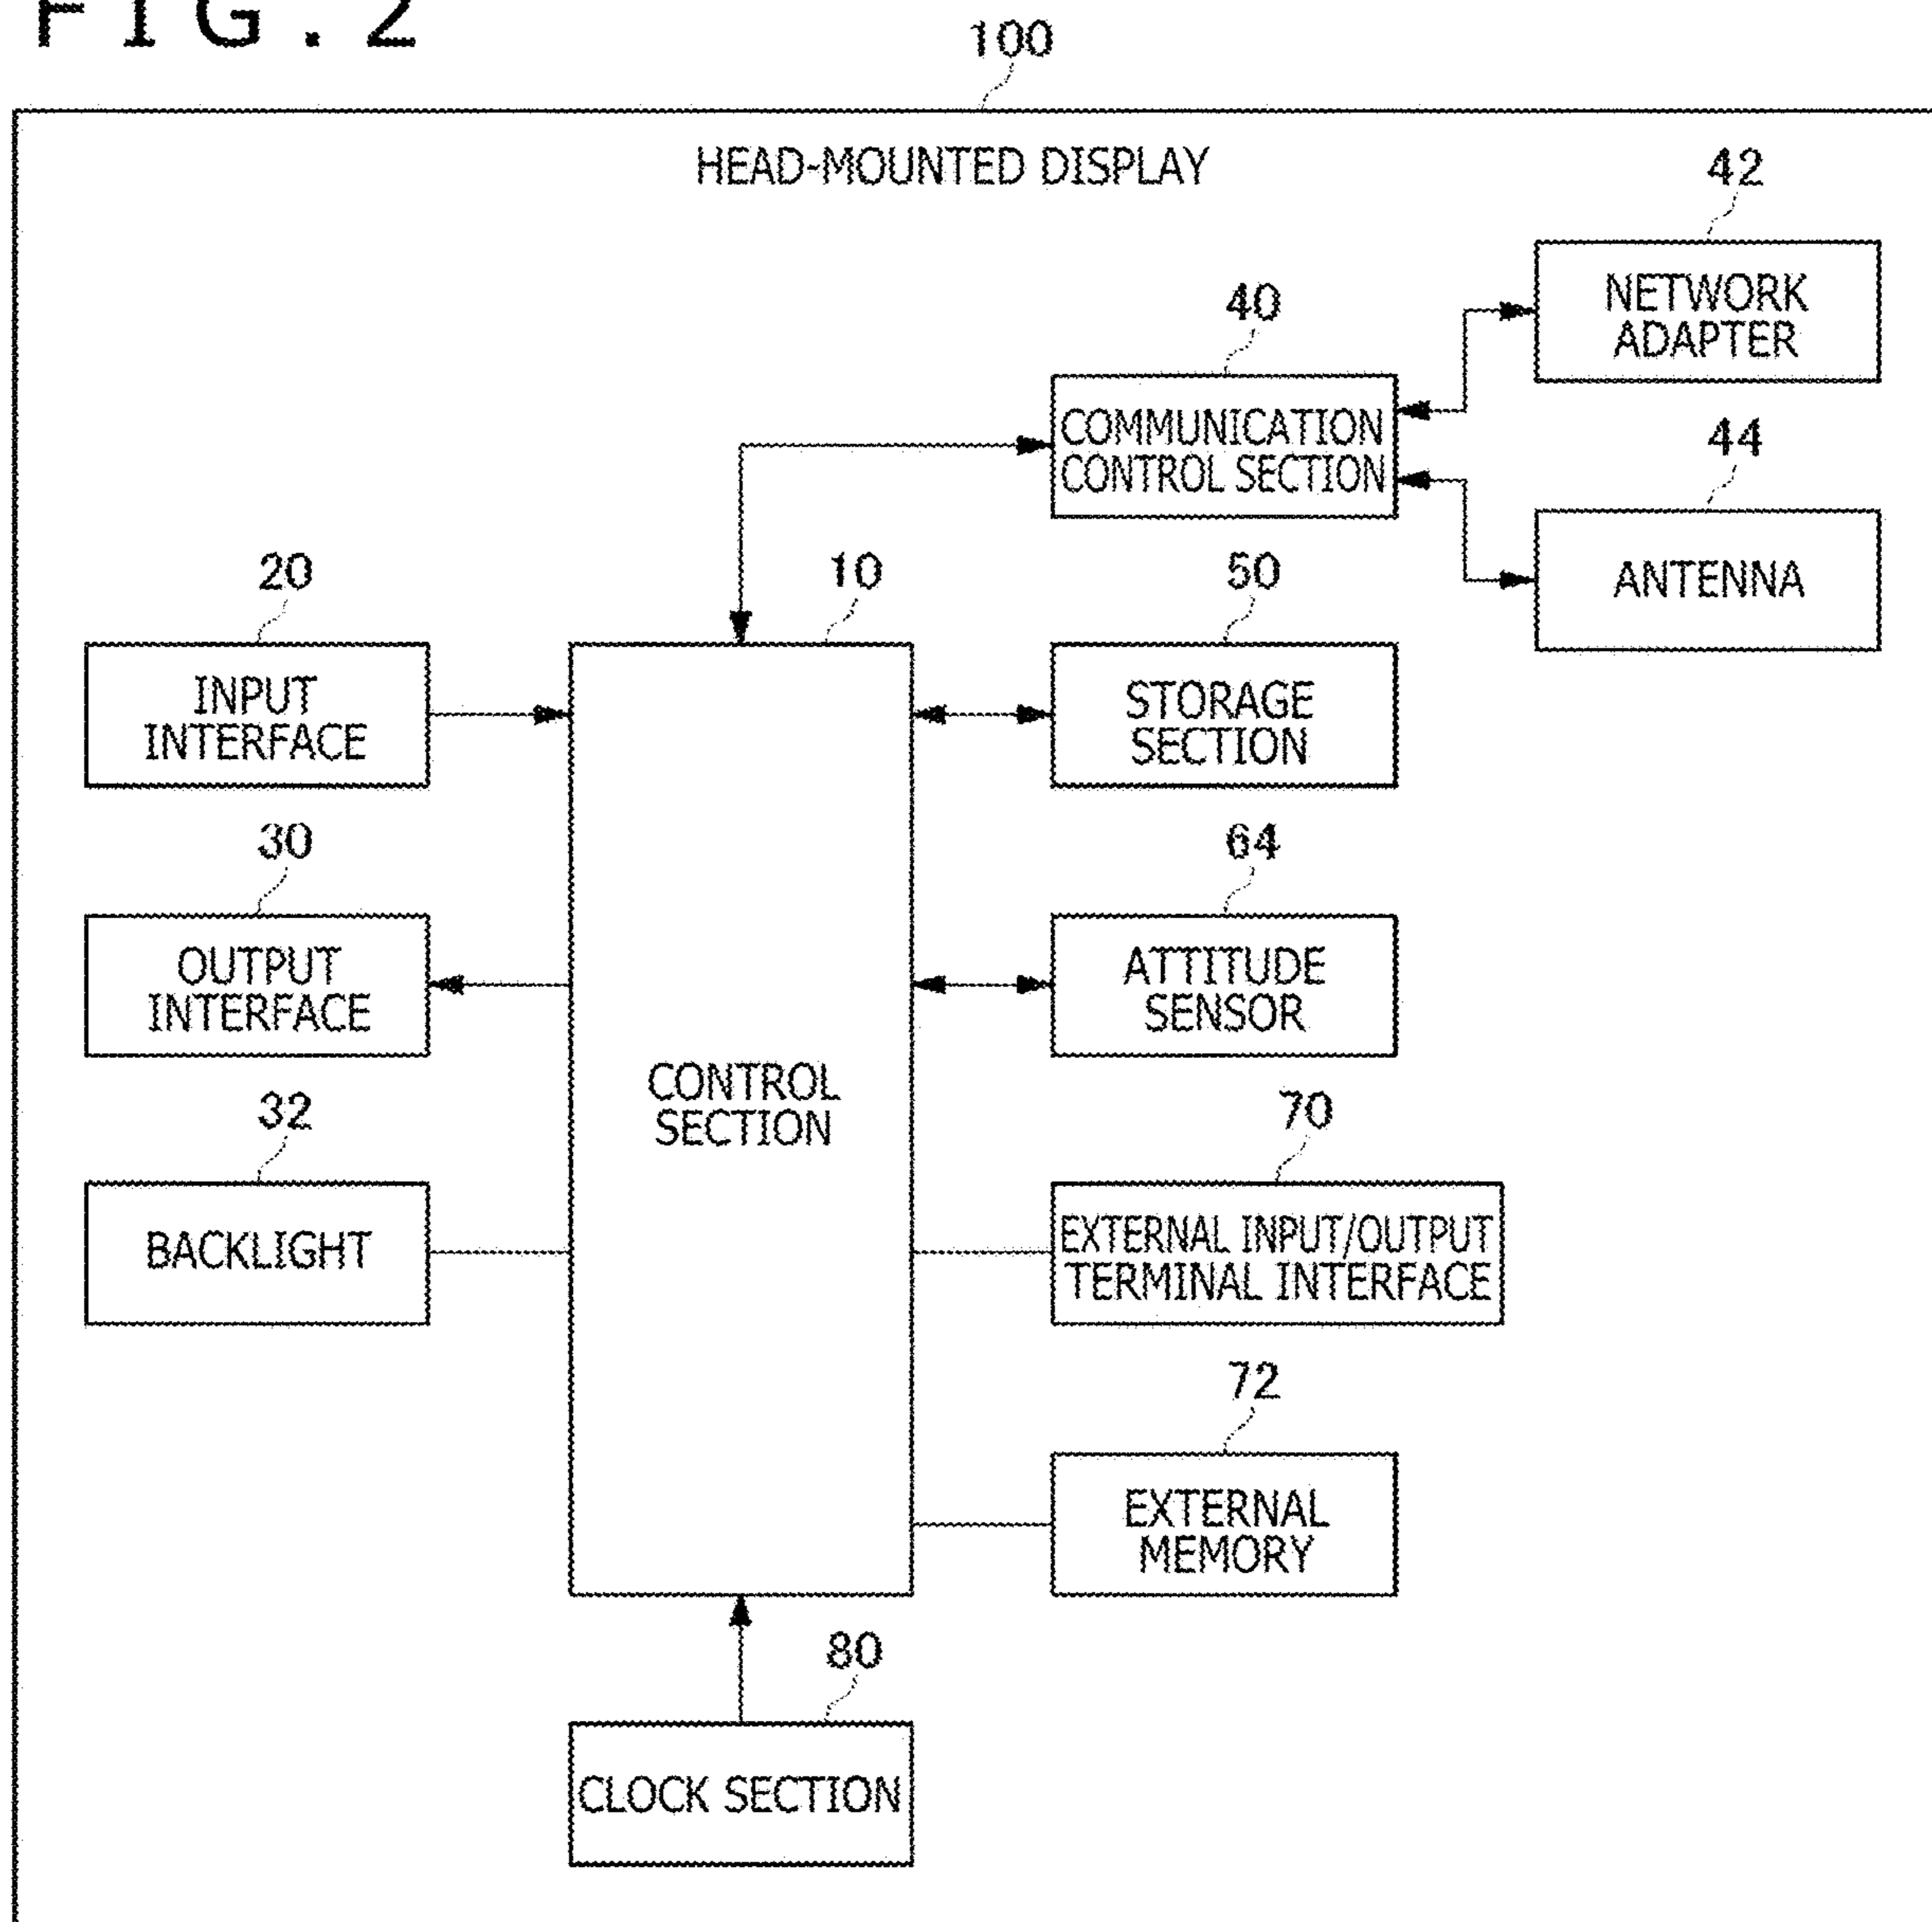 FIG.2
100
HEAD-MOUNTED DISPLAY
42
NETWORK
ADAPTER
40
COMMUNICATION
CONTROL SECTION
44
ANTENNA
20
INPUT
INTERFACE
10
CONTROL
SECTION
50
STORAGE
SECTION
30
OUTPUT
INTERFACE
64
ATTITUDE
SENSOR
32
BACKLIGHT
70
EXTERNAL INPUT/OUTPUT
TERMINAL INTERFACE
72
EXTERNAL
MEMORY
80
CLOCK SECTION